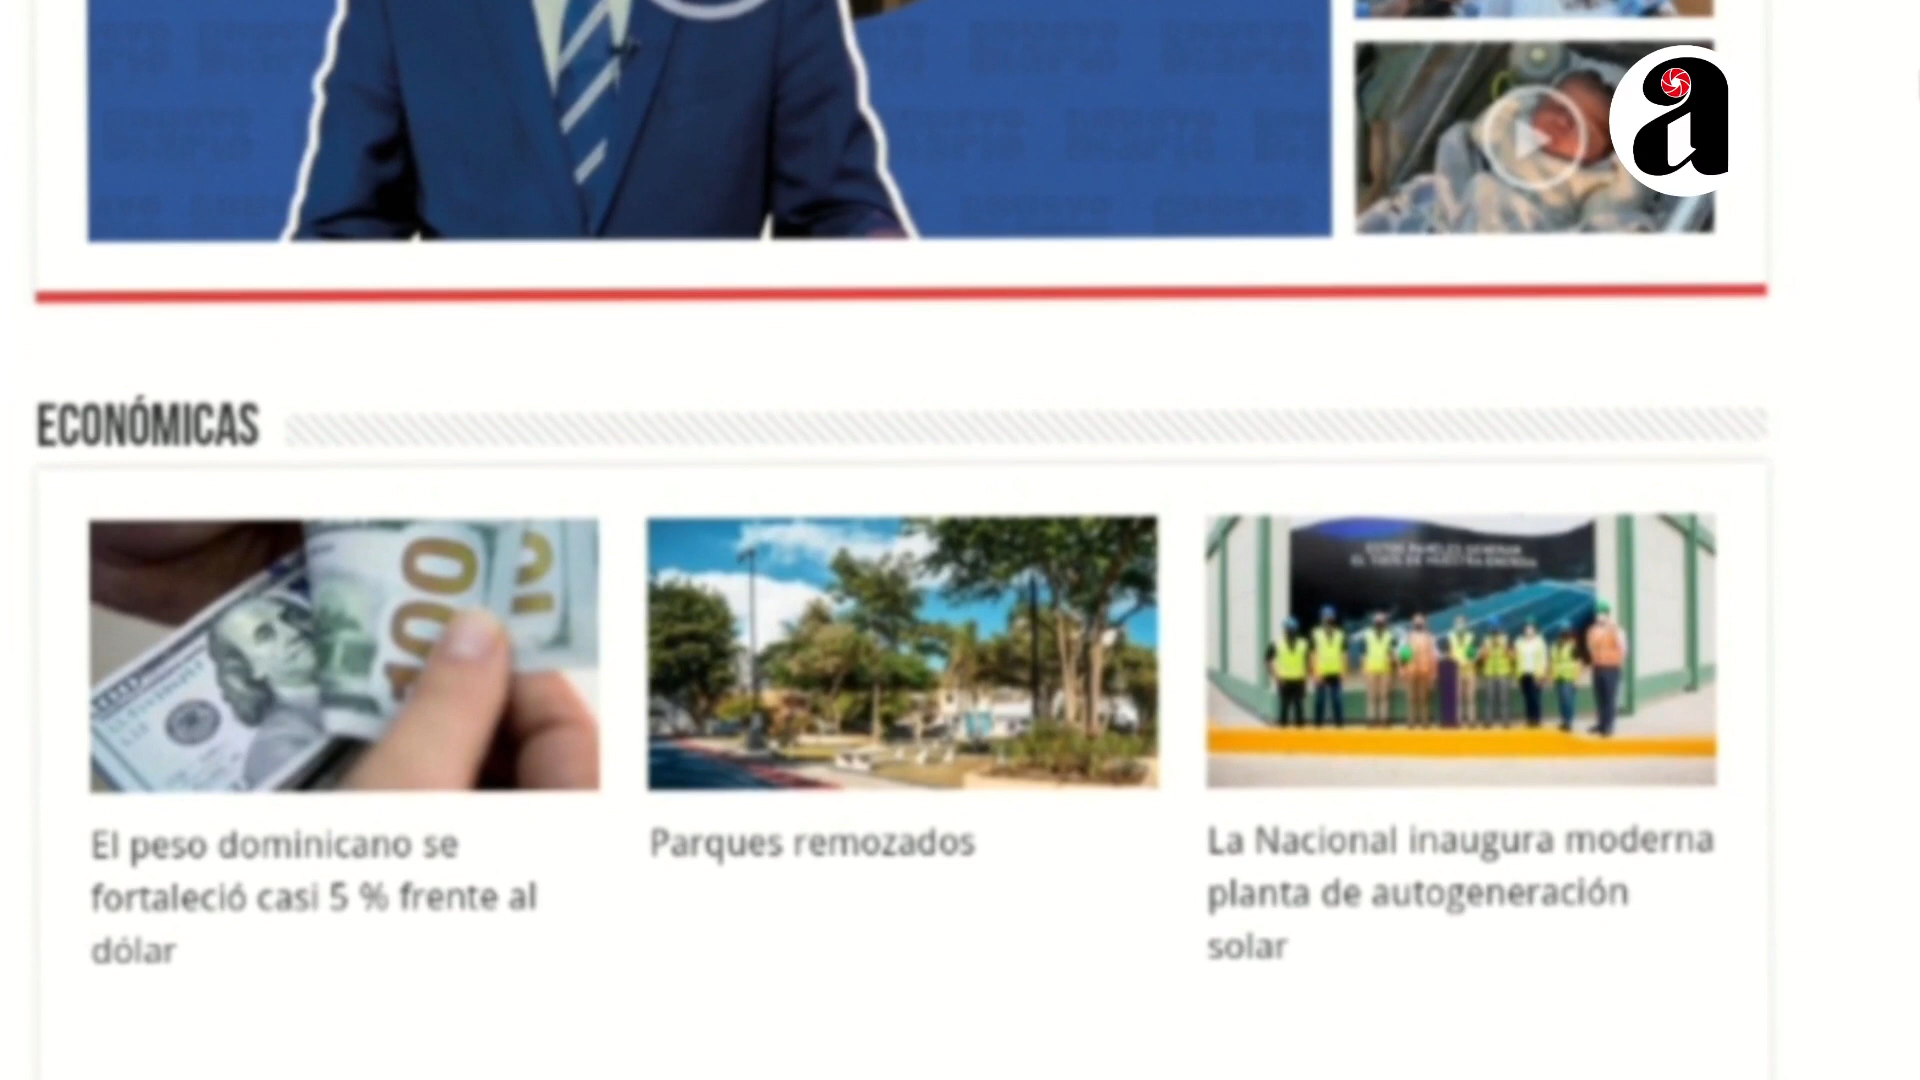 ECONÓMICAS
El peso dominicano se
fortaleció casi 5 % frente al
dólar
Parques remozados
La Nacional inaugura moderna
planta de autogeneración
solar
100
a